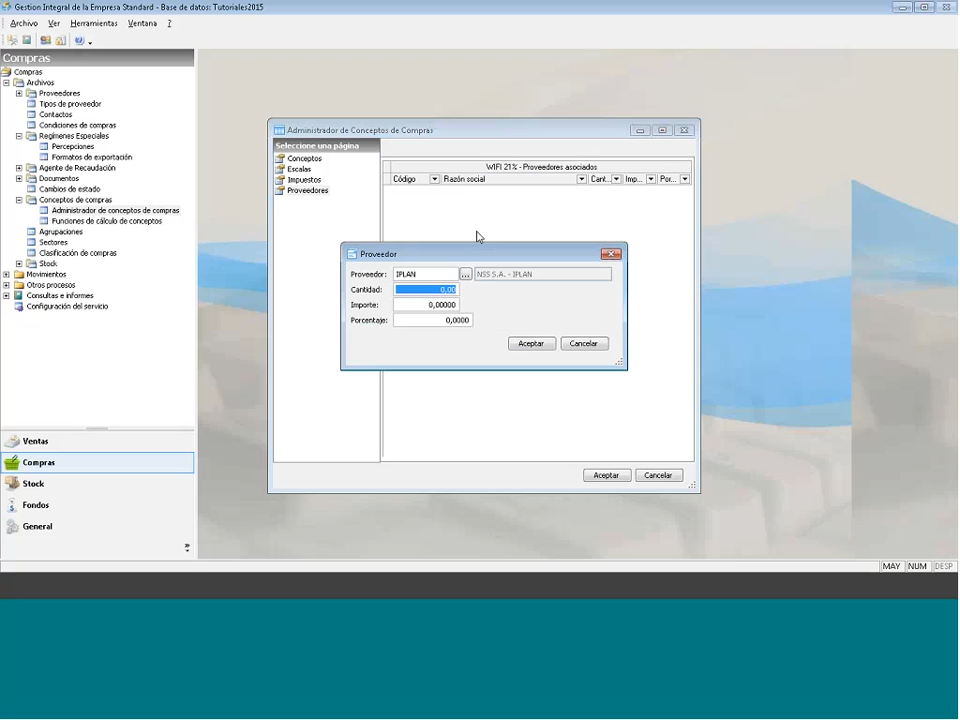 Gestion Integral de la Empresa Standard - Base de datos: Tutoriales2015
Archivo Ver Herramientas Ventana ?
Compras
Compras
Archivos
Proveedores
Tipos de proveedor
Contactos
Condiciones de compra
Regímenes Especiales
Percepciones
Formatos de exportación
Agente de Recaudación
Documentos
Cambios de estado
Conceptos de compra
Administrador de conceptos de compras
Funciones de cálculo de conceptos
Agrupaciones
Sectores
Clasificación de compras
Stock
Movimientos
Otros procesos
Consultas e informes
Configuración del servicio
Ventas
Compras
Stock
Fondos
General
Administrador de Conceptos de Compras
Seleccione una página
Conceptos
Escalas
Impuestos
Proveedores
WIFI 21% - Proveedores asociados
Código Razón social Cant... Imp... Por...
Proveedor
Proveedor: IPLAN ... NSS S.A. - IPLAN
Cantidad: 0,00
Importe: 0,00000
Porcentaje: 0,0000
Aceptar Cancelar
Aceptar Cancelar
MAY NUM DESP